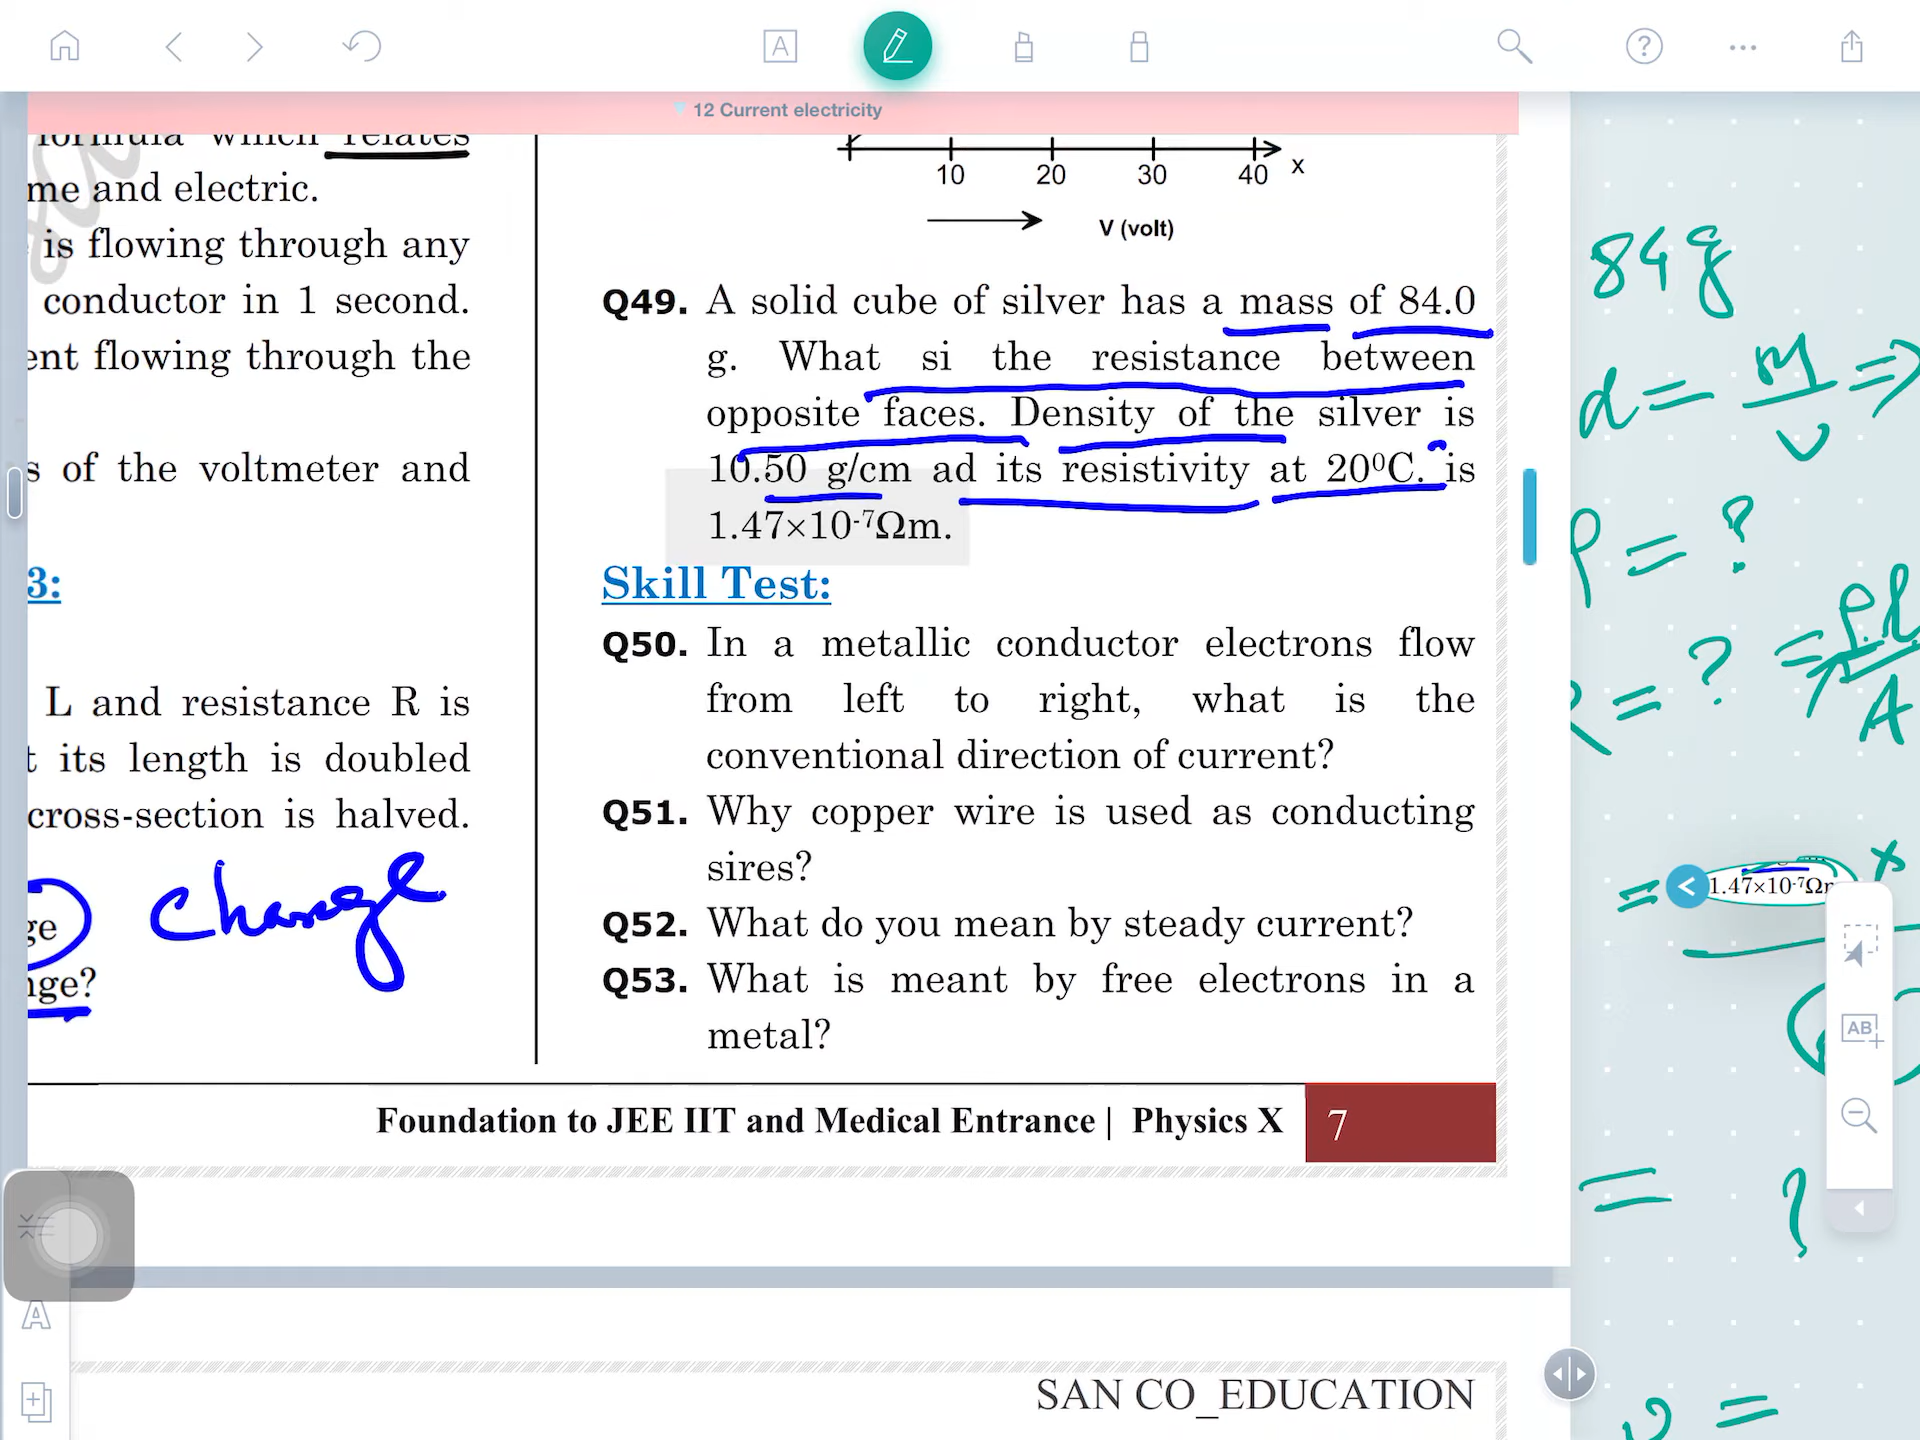 12 Current electricity
formula which relates
me and electric.
is flowing through any
conductor in 1 second.
ent flowing through the
s of the voltmeter and
3:
L and resistance R is
t its length is doubled
cross-section is halved.
ge change
nge?
10 20 30 40 x
V (volt)
Q49. A solid cube of silver has a mass of 84.0
g. What si the resistance between
opposite faces. Density of the silver is
10.50 g/cm ad its resistivity at 20⁰C. is
1.47×10⁻⁷Ωm.
Skill Test:
Q50. In a metallic conductor electrons flow
from left to right, what is the
conventional direction of current?
Q51. Why copper wire is used as conducting
sires?
Q52. What do you mean by steady current?
Q53. What is meant by free electrons in a
metal?
Foundation to JEE IIT and Medical Entrance | Physics X 7
SAN CO_EDUCATION
84 g
d = m/v ⇒
ρ = ?
R = ? = ρl/A
= 1.47×10⁻⁷Ωm ×
= ?
v =